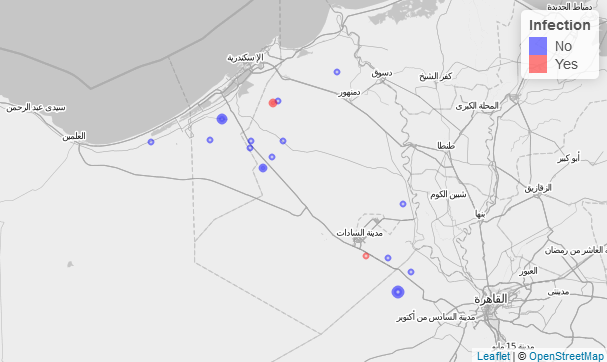 دمياط الجديدة
Infection
No
Yes
الإسكندرية
دسوق
كفر الشيخ
دمنهور
المحلة الكبرى
سيدى عبد الرحمن
العلمين
طنطا
أبو كبير
الزقازيق
شبين الكوم
بنها
مدينة السادات
العاشر من رمضان
العبور
مدينتى
القاهرة
مدينة السادس من أكتوبر
مدينة 15 مايو
Leaflet | © OpenStreetMap